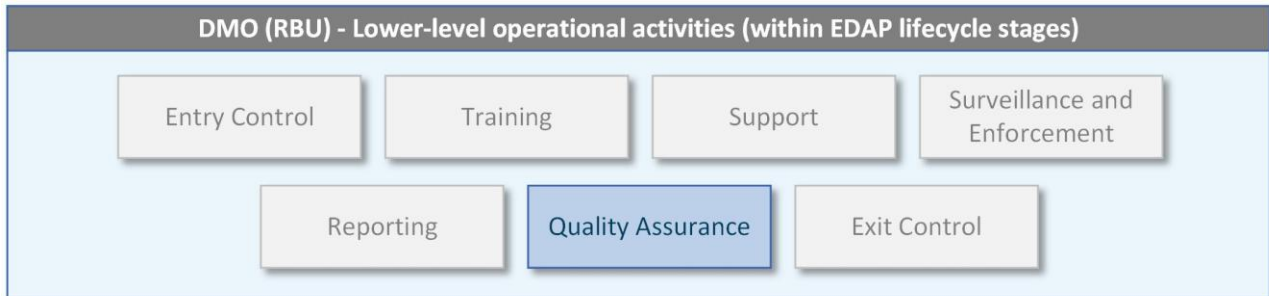 DMO (RBU) - Lower-level operational activities (within EDAP lifecycle stages)
Entry Control
Training
Support
Surveillance and
Enforcement
Reporting
Quality Assurance
Exit Control